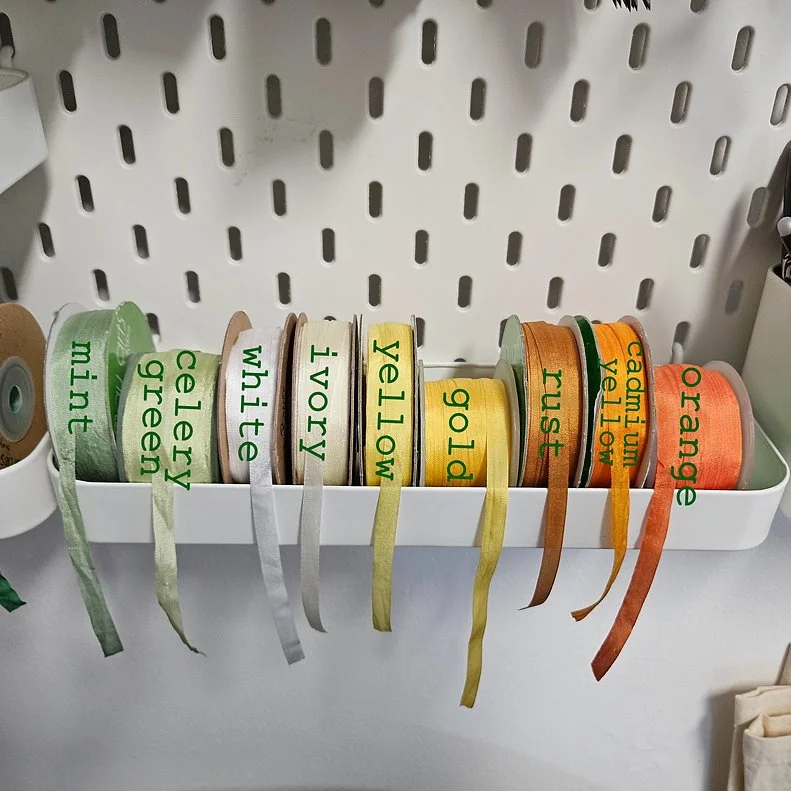 mint
celery
green
white
ivory
yellow
gold
rust
cadmium
yellow
orange